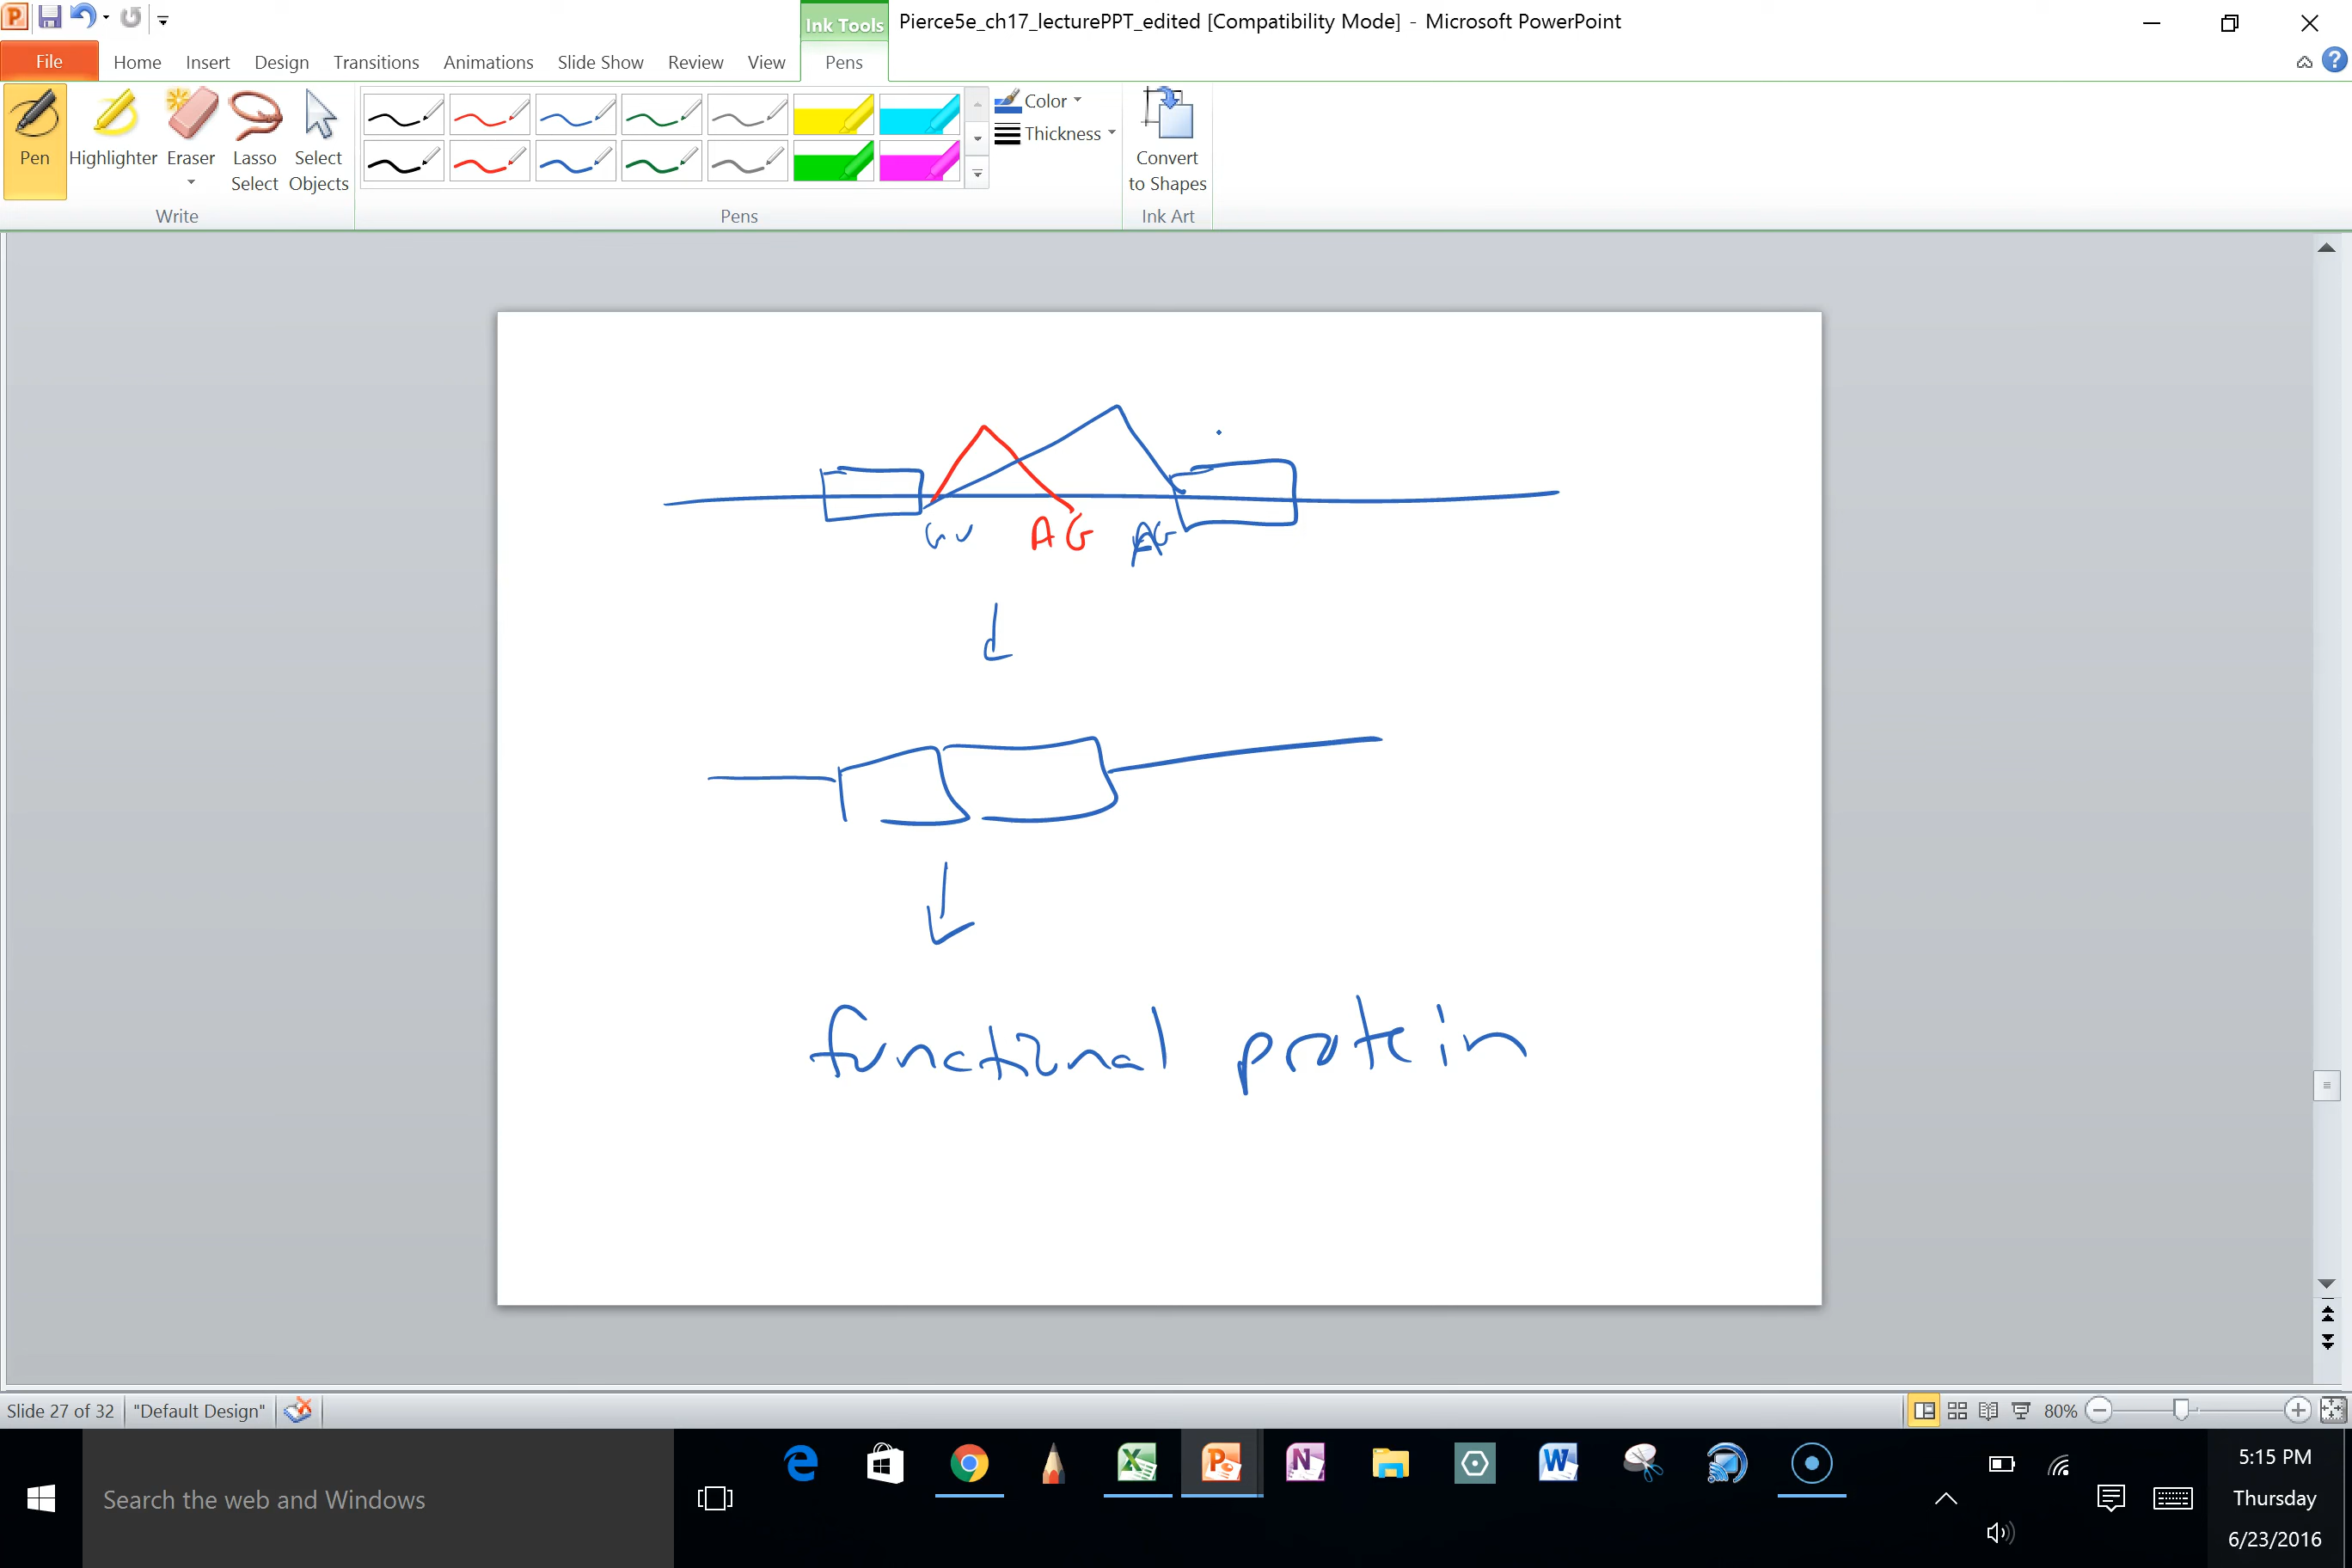 Ink Tools
Pierce5e_ch17_lecturePPT_edited [Compatibility Mode] - Microsoft PowerPoint
File Home Insert Design Transitions Animations Slide Show Review View Pens
Pen Highlighter Eraser Lasso Select Select Objects
Color
Thickness
Convert to Shapes
Write Pens Ink Art
GU AG AG
functional protein
Slide 27 of 32 "Default Design" 80%
Search the web and Windows
5:15 PM
Thursday
6/23/2016